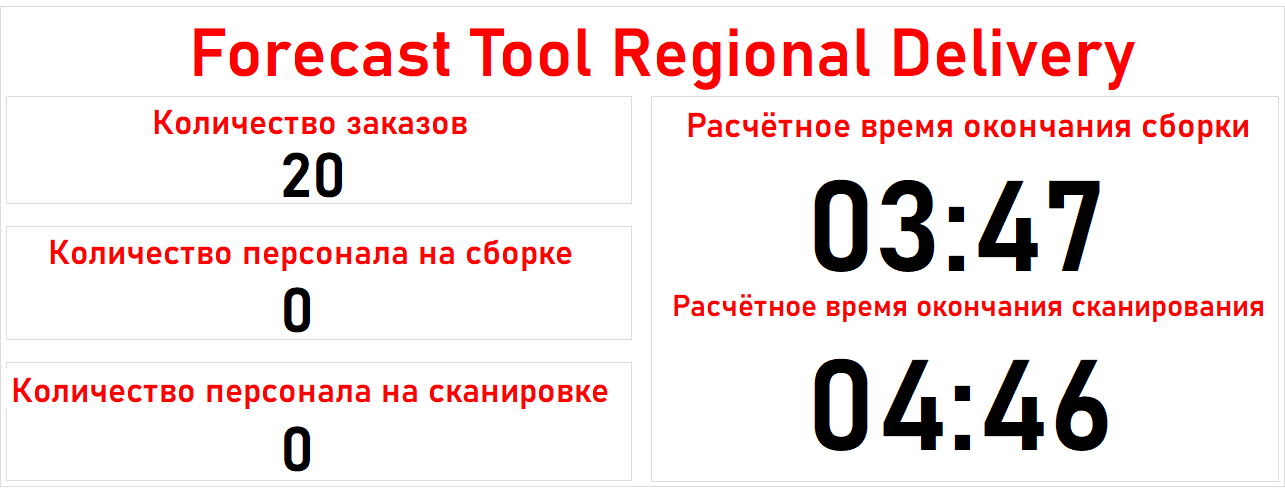 Forecast Tool Regional Delivery
Количество заказов
20
Количество персонала на сборке
0
Количество персонала на сканировке
0
Расчётное время окончания сборки
03:47
Расчётное время окончания сканирования
04:46